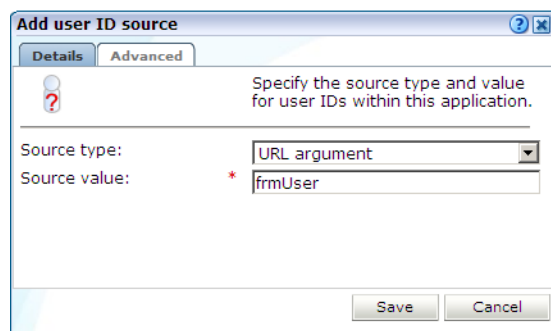 Add user ID source
Details Advanced
Specify the source type and value
for user IDs within this application.
Source type: URL argument
Source value: * frmUser
Save Cancel